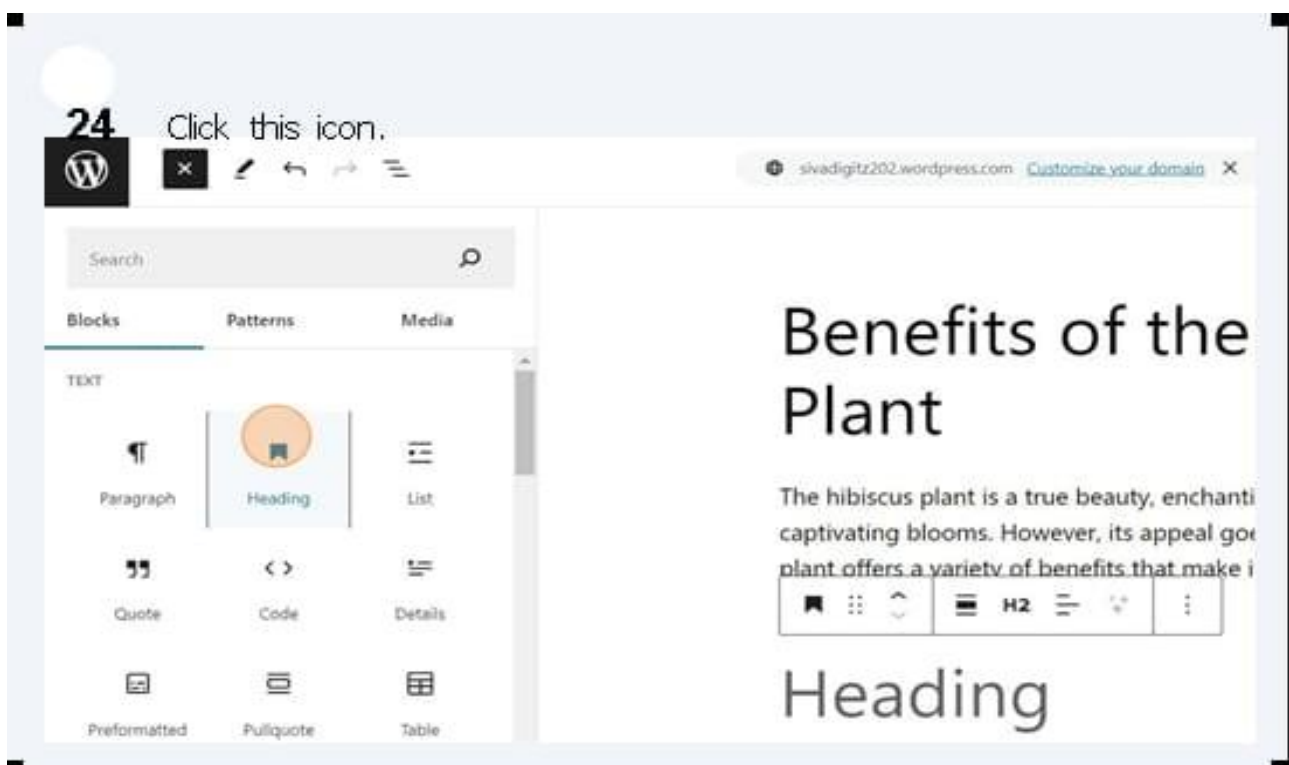 24 Click this icon.
sivadigitz202.wordpress.com Customize your domain
Search
Blocks Patterns Media
TEXT
Paragraph Heading List
Quote Code Details
Preformatted Pullquote Table
Benefits of the
Plant
The hibiscus plant is a true beauty, enchanti
captivating blooms. However, its appeal goe
plant offers a variety of benefits that make i
H2
Heading